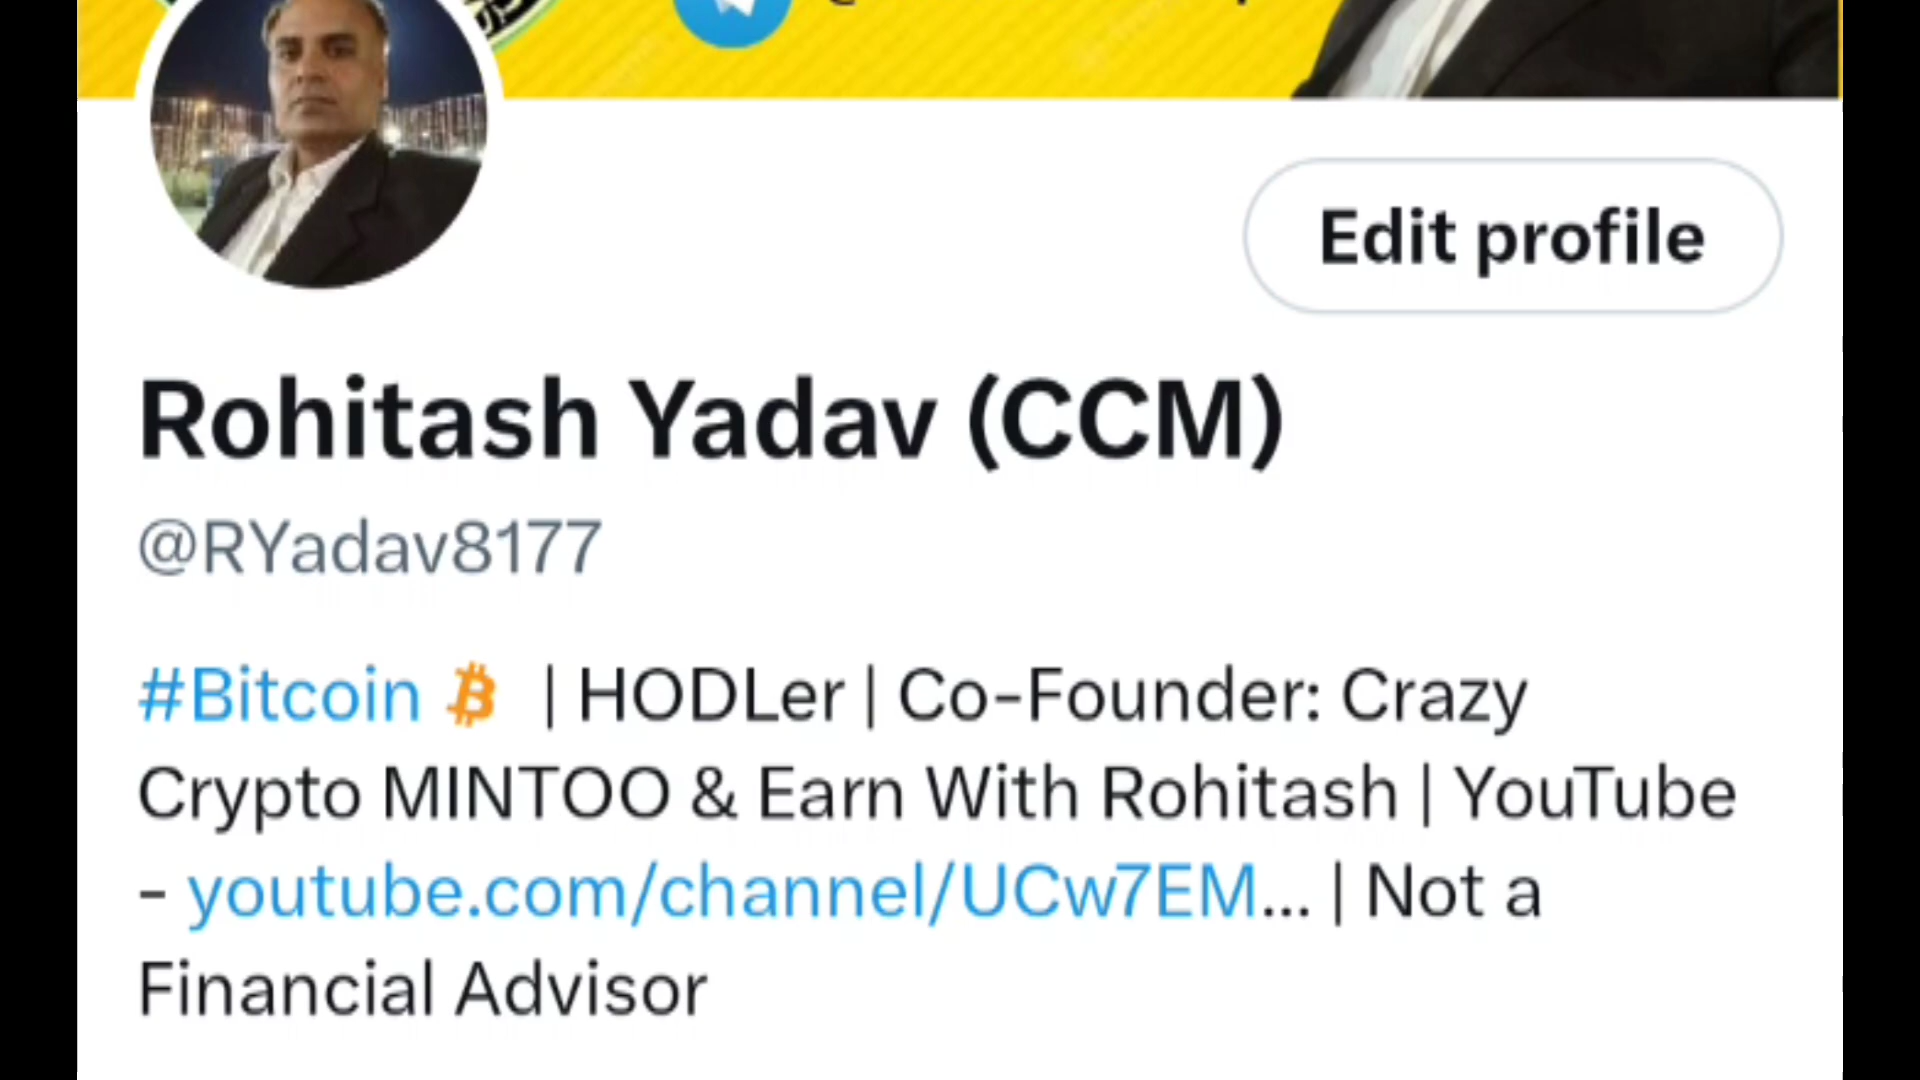 Edit profile
Rohitash Yadav (CCM)
@RYadav8177
#Bitcoin | HODLer | Co-Founder: Crazy
Crypto MINTOO & Earn With Rohitash | YouTube
- youtube.com/channel/UCw7EM... | Not a
Financial Advisor